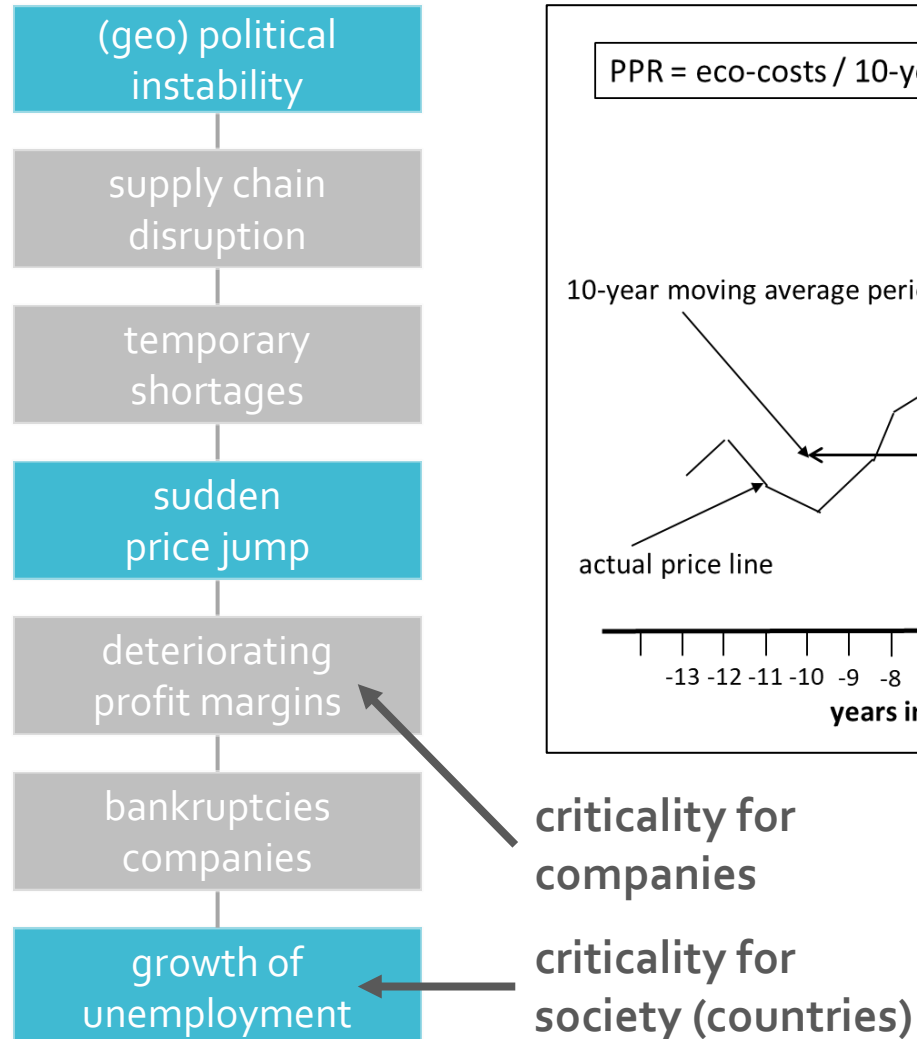 (geo) political
instability
supply chain
disruption
temporary
shortages
sudden
price jump
deteriorating
profit margins
bankruptcies
companies
growth of
unemployment
PPR = eco-costs / 10-y
10-year moving average peri
actual price line
-13 -12 -11 -10 -9 -8
years i
criticality for
companies
criticality for
society (countries)